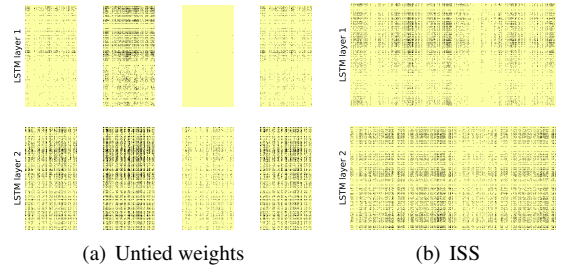 LSTM layer 1
LSTM layer 1
LSTM layer 2
LSTM layer 2
(a) Untied weights
(b) ISS